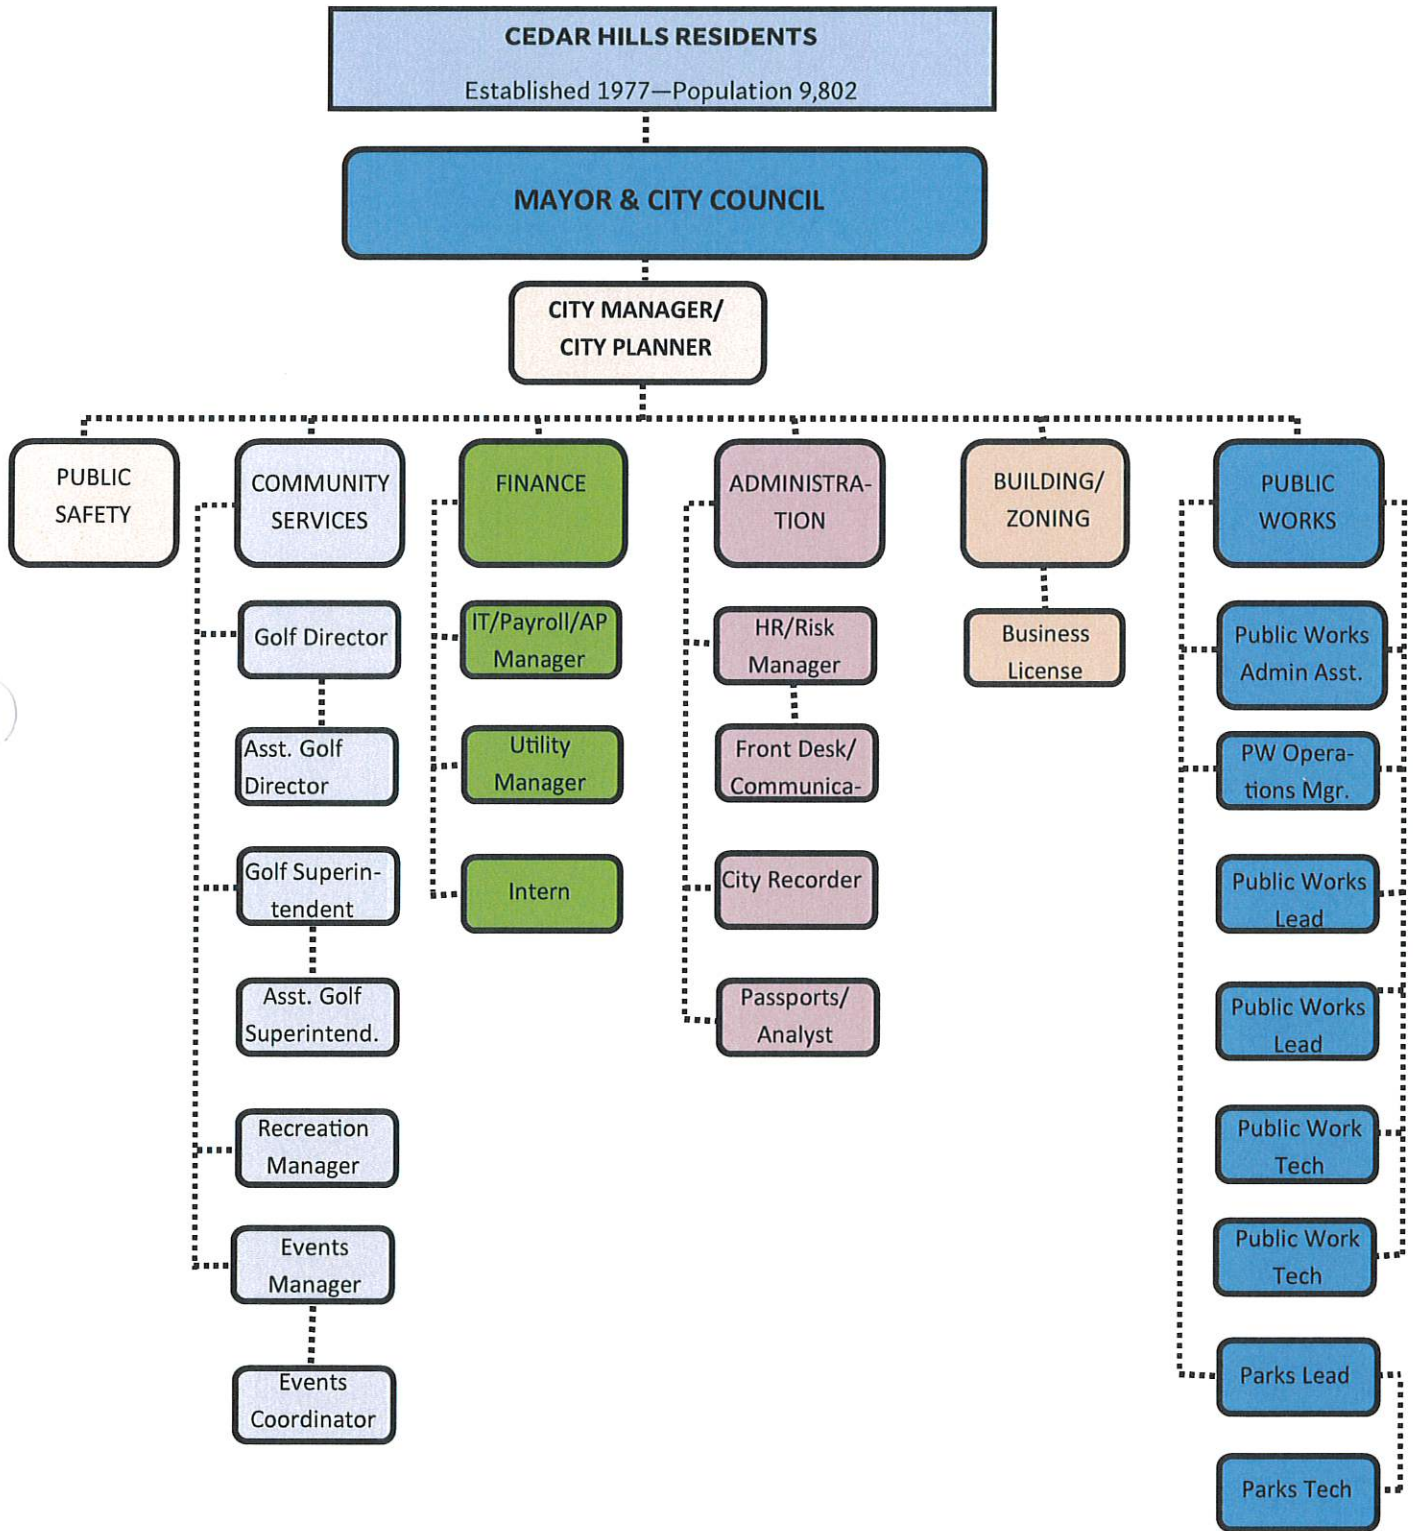 CEDAR HILLS RESIDENTS
Established 1977—Population 9,802
MAYOR & CITY COUNCIL
CITY MANAGER/
CITY PLANNER
PUBLIC
SAFETY
COMMUNITY
SERVICES
Golf Director
Asst. Golf
Director
Golf Superin-
tendent
Asst. Golf
Superintend.
Recreation
Manager
Events
Manager
Events
Coordinator
FINANCE
IT/Payroll/AP
Manager
Utility
Manager
Intern
ADMINISTRA-
TION
HR/Risk
Manager
Front Desk/
Communica-
City Recorder
Passports/
Analyst
BUILDING/
ZONING
Business
License
PUBLIC
WORKS
Public Works
Admin Asst.
PW Opera-
tions Mgr.
Public Works
Lead
Public Works
Lead
Public Work
Tech
Public Work
Tech
Parks Lead
Parks Tech